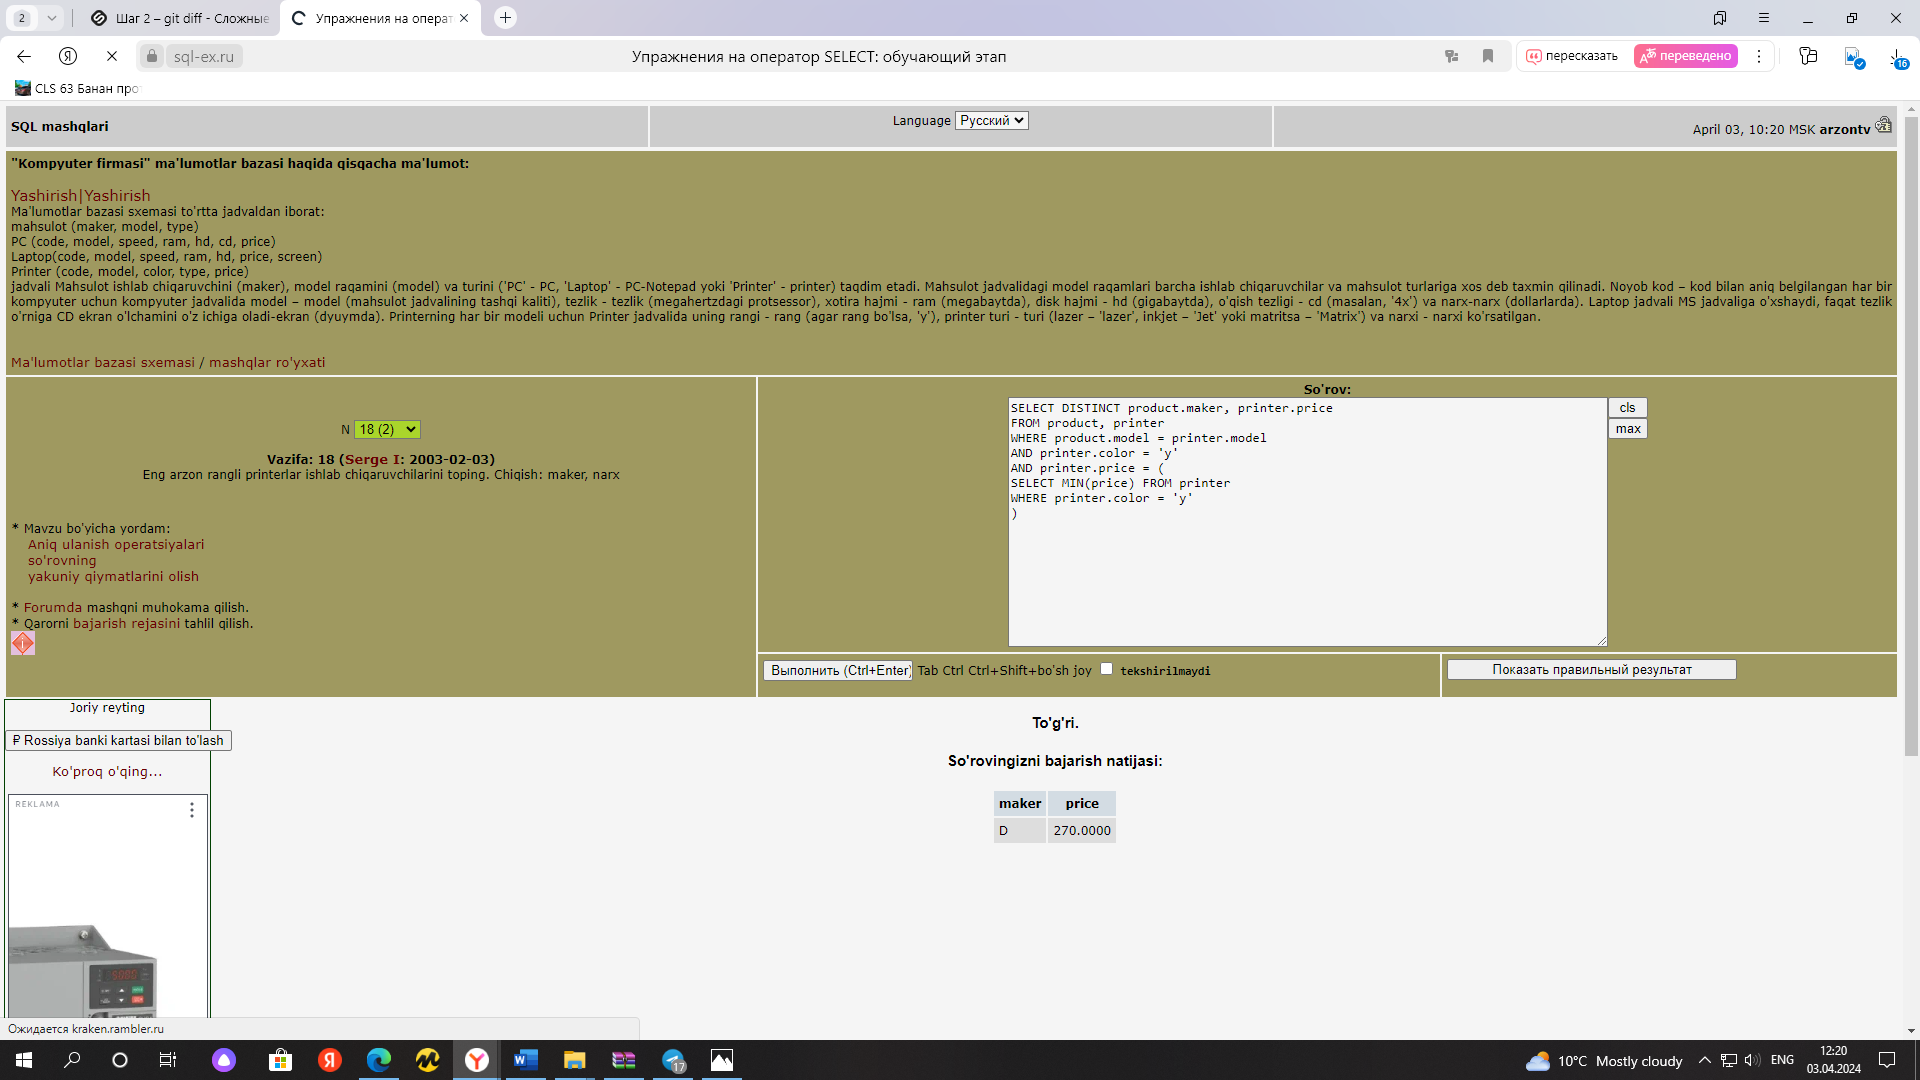 2
Шаг 2 – git diff - Сложные
Упражнения на операт
sql-ex.ru
Упражнения на оператор SELECT: обучающий этап
пересказать
переведено
16
CLS 63 Банан про
SQL mashqlari
Language Русский
April 03, 10:20 MSK arzontv
"Kompyuter firmasi" ma'lumotlar bazasi haqida qisqacha ma'lumot:
Yashirish|Yashirish
Ma'lumotlar bazasi sxemasi to'rtta jadvaldan iborat:
mahsulot (maker, model, type)
PC (code, model, speed, ram, hd, cd, price)
Laptop(code, model, speed, ram, hd, price, screen)
Printer (code, model, color, type, price)
jadvali Mahsulot ishlab chiqaruvchini (maker), model raqamini (model) va turini ('PC' - PC, 'Laptop' - PC-Notepad yoki 'Printer' - printer) taqdim etadi. Mahsulot jadvalidagi model raqamlari barcha ishlab chiqaruvchilar va mahsulot turlariga xos deb taxmin qilinadi. Noyob kod – kod bilan aniq belgilangan har bir
kompyuter uchun kompyuter jadvalida model – model (mahsulot jadvalining tashqi kaliti), tezlik - tezlik (megahertzdagi protsessor), xotira hajmi - ram (megabaytda), disk hajmi - hd (gigabaytda), o'qish tezligi - cd (masalan, '4x') va narx-narx (dollarlarda). Laptop jadvali MS jadvaliga o'xshaydi, faqat tezlik
o'rniga CD ekran o'lchamini o'z ichiga oladi-ekran (dyuymda). Printerning har bir modeli uchun Printer jadvalida uning rangi - rang (agar rang bo'lsa, 'y'), printer turi - turi (lazer – 'lazer', inkjet – 'Jet' yoki matritsa – 'Matrix') va narxi - narxi ko'rsatilgan.
Ma'lumotlar bazasi sxemasi / mashqlar ro'yxati
N 18 (2)
Vazifa: 18 (Serge I: 2003-02-03)
Eng arzon rangli printerlar ishlab chiqaruvchilarini toping. Chiqish: maker, narx
* Mavzu bo'yicha yordam:
Aniq ulanish operatsiyalari
so'rovning
yakuniy qiymatlarini olish
* Forumda mashqni muhokama qilish.
* Qarorni bajarish rejasini tahlil qilish.
So'rov:
SELECT DISTINCT product.maker, printer.price
FROM product, printer
WHERE product.model = printer.model
AND printer.color = 'y'
AND printer.price = (
SELECT MIN(price) FROM printer
WHERE printer.color = 'y'
)
cls
max
Выполнить (Ctrl+Enter) Tab Ctrl Ctrl+Shift+bo'sh joy tekshirilmaydi
Показать правильный результат
Joriy reyting
₽ Rossiya banki kartasi bilan to'lash
Ko'proq o'qing...
REKLAMA
To'g'ri.
So'rovingizni bajarish natijasi:
maker price
D 270.0000
Ожидается kraken.rambler.ru
17
10°C Mostly cloudy
ENG
12:20
03.04.2024